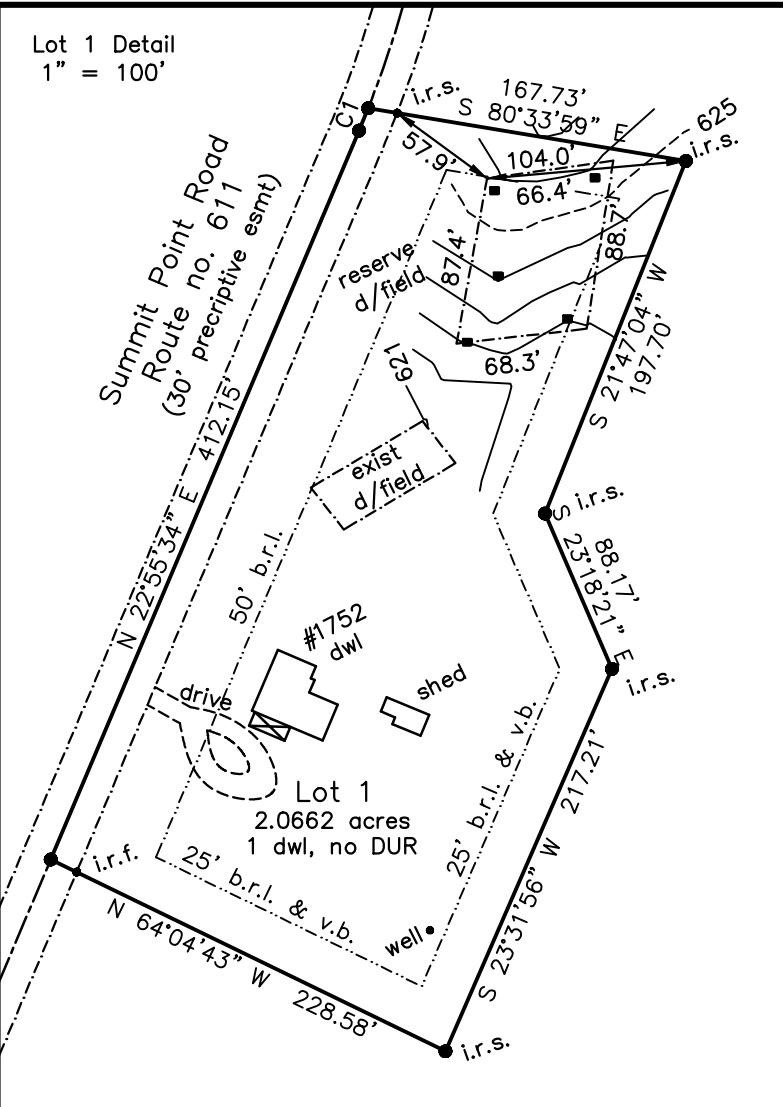 Lot 1 Detail
1" = 100'
C1
i.r.s.
167.73'
S 80°33'59" E
625
i.r.s.
57.9'
104.0'
66.4'
87.4'
88.7'
68.3'
reserve
d/field
621
Summit Point Road
Route no. 611
(30' precriptive esmt)
S 21°47'04" W
197.70'
N 22°55'34" E 412.15'
exist
d/field
i.r.s.
S 23°18'21" E
88.17'
50' b.r.l.
#1752
dwl
shed
drive
i.r.s.
Lot 1
2.0662 acres
1 dwl, no DUR
25' b.r.l. & v.b.
S 23°31'56" W 217.21'
i.r.f.
25' b.r.l. & v.b.
well
N 64°04'43" W 228.58'
i.r.s.